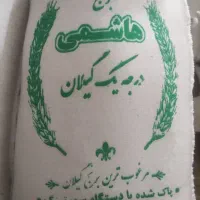 برنج
هاشمی
درجه یک گیلان
مرغوب ترین برنج گیلان
پاک شده با دستگاه